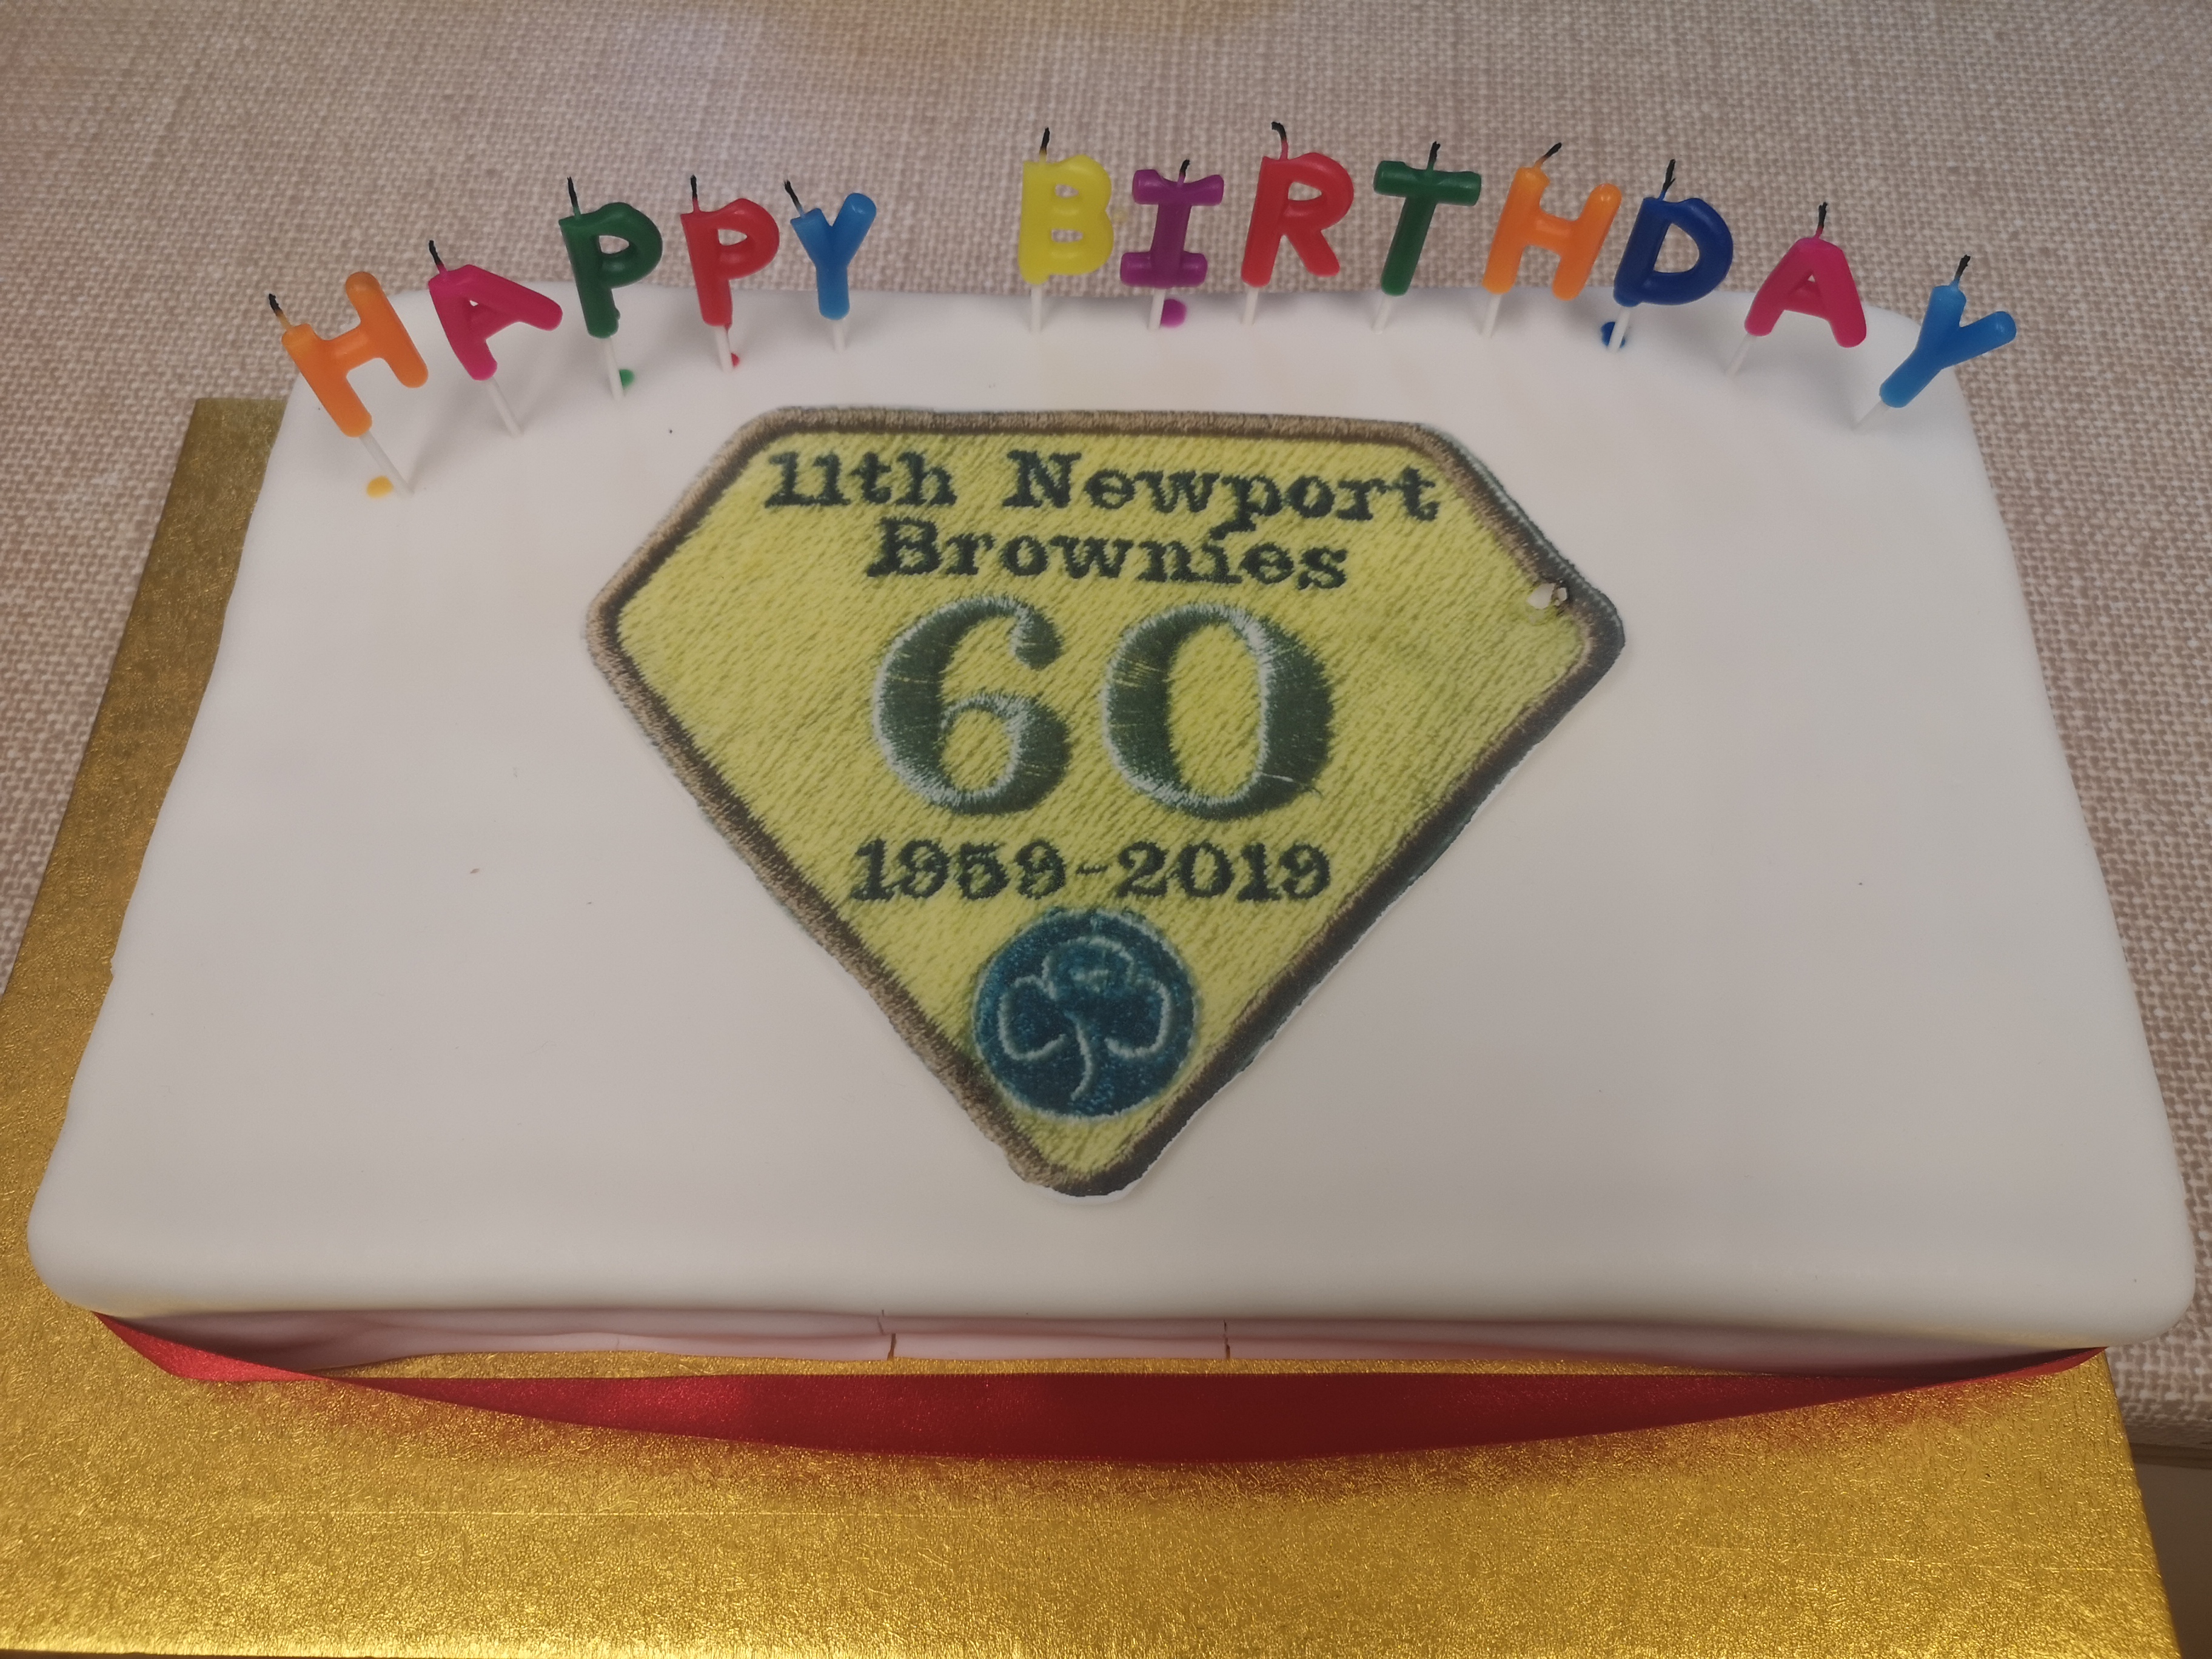 HAPPY BIRTHDAY
11th Newport
Brownies
60
1959-2019